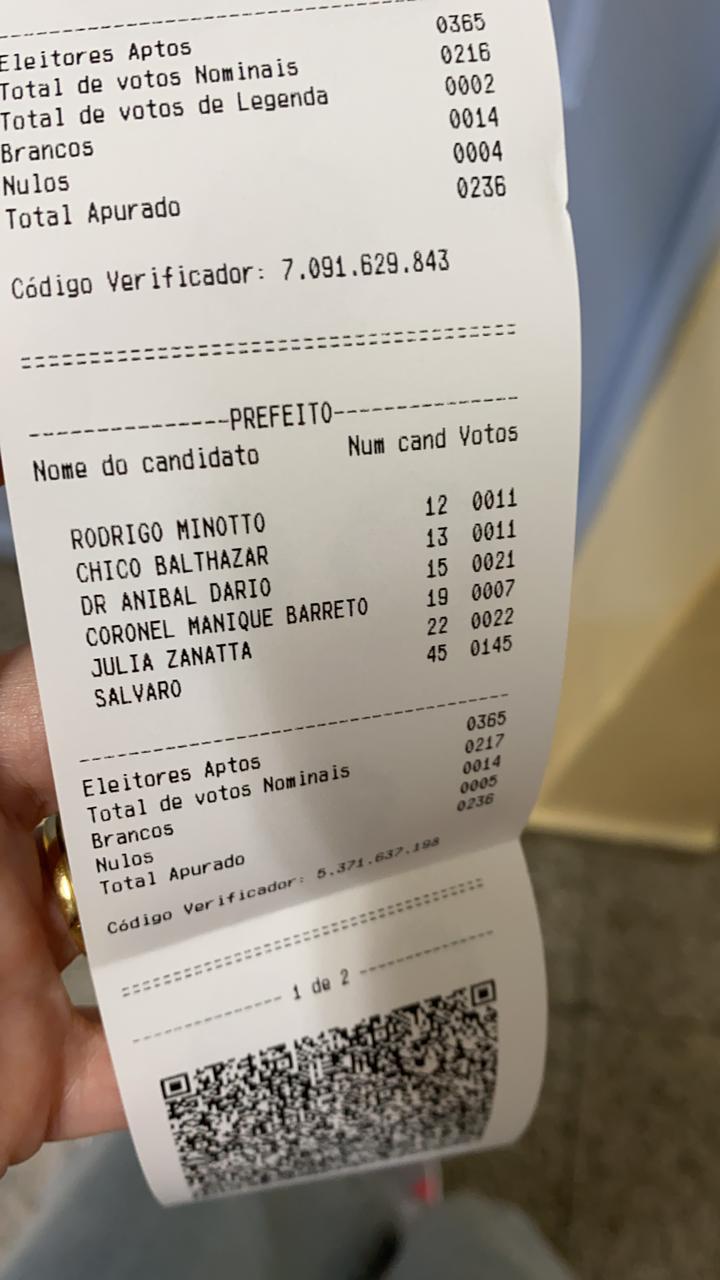 Eleitores Aptos 0365
Total de votos Nominais 0216
Total de votos de Legenda 0002
Brancos 0014
Nulos 0004
Total Apurado 0236
Código Verificador: 7.091.629.843
PREFEITO
Nome do candidato Num cand Votos
RODRIGO MINOTTO 12 0011
CHICO BALTHAZAR 13 0011
DR ANIBAL DARIO 15 0021
CORONEL MANIQUE BARRETO 19 0007
JULIA ZANATTA 22 0022
SALVARO 45 0145
Eleitores Aptos 0365
Total de votos Nominais 0217
Brancos 0014
Nulos 0005
Total Apurado 0236
Código Verificador: 5.371.637.198
1 de 2